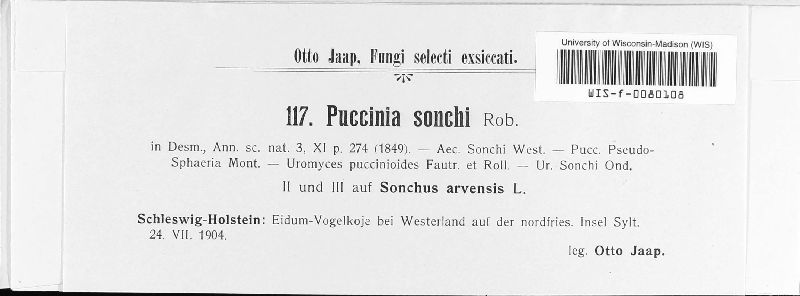 Otto Jaap, Fungi selecti exsiccati.
University of Wisconsin-Madison (WIS)
WIS-f-0080108
117. Puccinia sonchi Rob.
in Desm., Ann. sc. nat. 3, XI p. 274 (1849). — Aec. Sonchi West. — Pucc. Pseudo-
Sphaeria Mont. — Uromyces puccinioides Fautr. et Roll. — Ur. Sonchi Ond.
II und III auf Sonchus arvensis L.
Schleswig-Holstein: Eidum-Vogelkoje bei Westerland auf der nordfries. Insel Sylt.
24. VII. 1904.
leg. Otto Jaap.